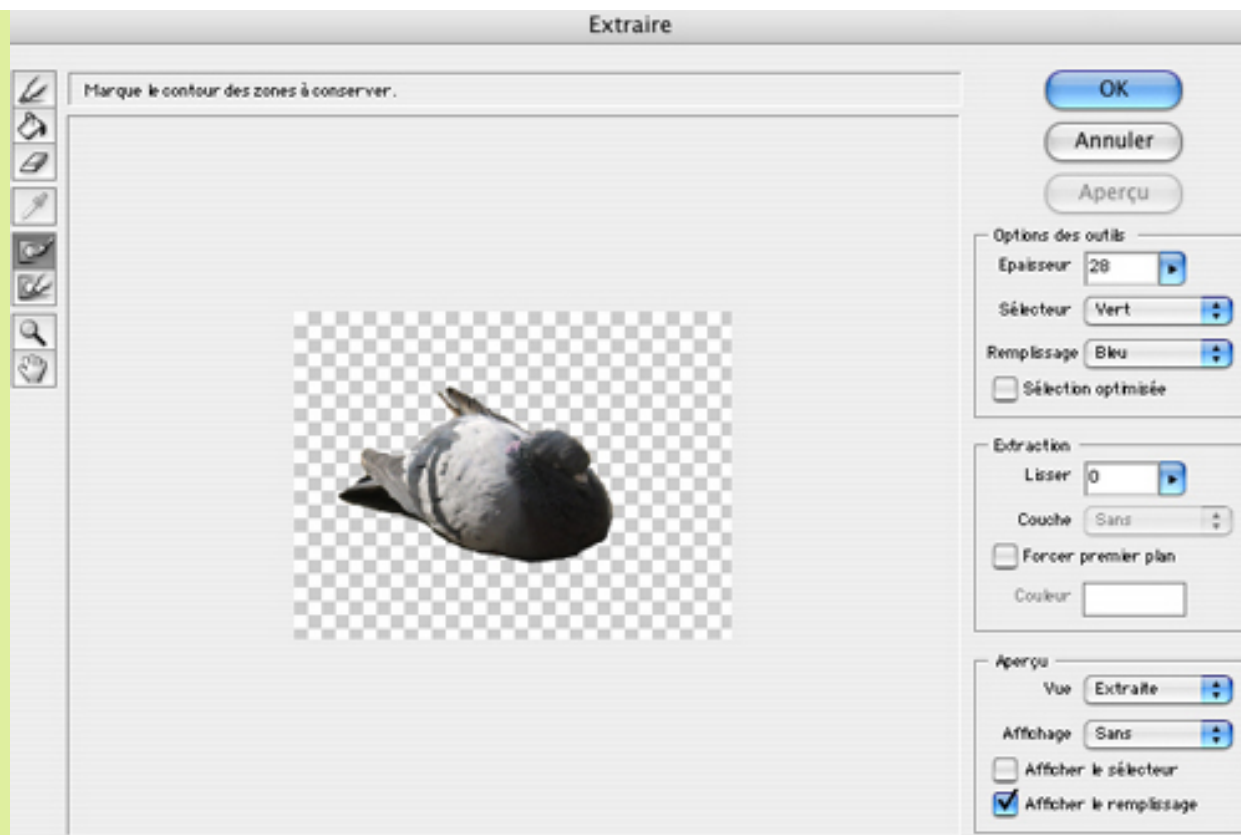 Extraire
Marque le contour des zones à conserver.
OK
Annuler
Aperçu
Options des outils
Epaisseur 28
Sélecteur Vert
Remplissage Bleu
Sélection optimisée
Extraction
Lisser 0
Couche Sans
Forcer premier plan
Couleur
Aperçu
Vue Extraite
Affichage Sans
Afficher le sélecteur
Afficher le remplissage